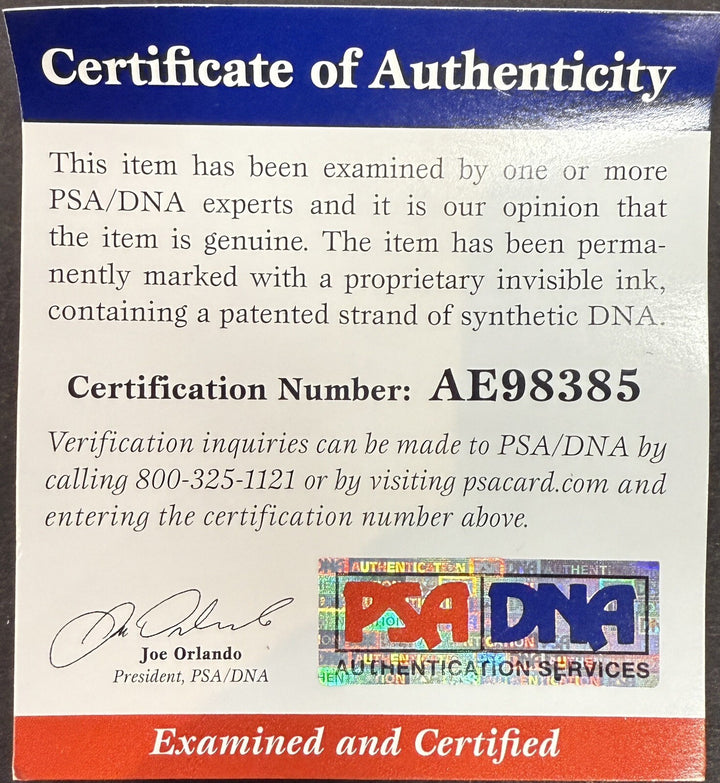 Certificate of Authenticity
This item has been examined by one or more
PSA/DNA experts and it is our opinion that
the item is genuine. The item has been perma-
nently marked with a proprietary invisible ink,
containing a patented strand of synthetic DNA.
Certification Number: AE98385
Verification inquiries can be made to PSA/DNA by
calling 800-325-1121 or by visiting psacard.com and
entering the certification number above.
Joe Orlando
President, PSA/DNA
PSA DNA
AUTHENTICATION SERVICES
Examined and Certified